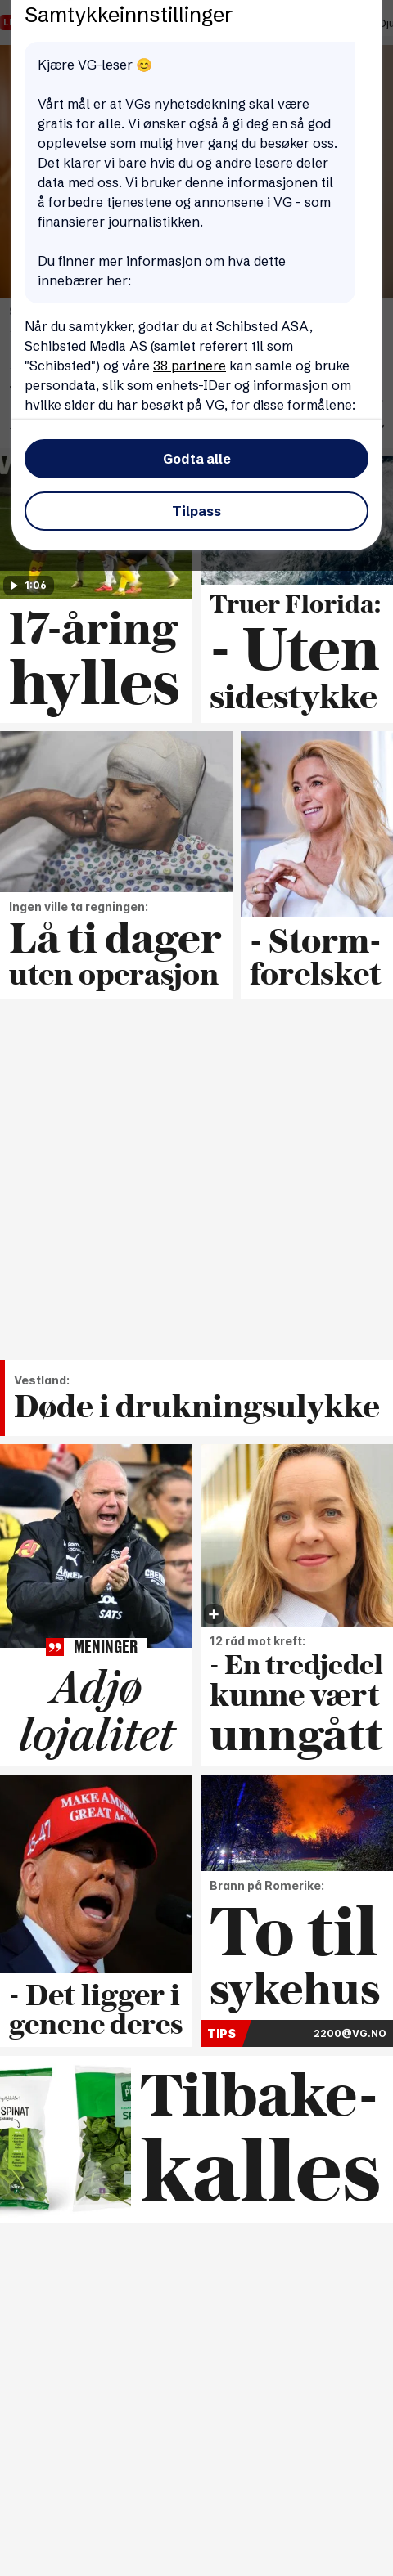 Samtykkeinnstillinger
Kjære VG-leser 😊
Vårt mål er at VGs nyhetsdekning skal være
gratis for alle. Vi ønsker også å gi deg en så god
opplevelse som mulig hver gang du besøker oss.
Det klarer vi bare hvis du og andre lesere deler
data med oss. Vi bruker denne informasjonen til
å forbedre tjenestene og annonsene i VG - som
finansierer journalistikken.
Du finner mer informasjon om hva dette
innebærer her:
Når du samtykker, godtar du at Schibsted ASA,
Schibsted Media AS (samlet referert til som
"Schibsted") og våre 38 partnere kan samle og bruke
persondata, slik som enhets-IDer og informasjon om
hvilke sider du har besøkt på VG, for disse formålene:
Godta alle
Tilpass
1:06
17-åring
hylles
Truer Florida:
- Uten
sidestykke
Ingen ville ta regningen:
Lå ti dager
uten operasjon
- Storm-
forelsket
Vestland:
Døde i drukningsulykke
SATS
MENINGER
Adjø
lojalitet
12 råd mot kreft:
- En tredjedel
kunne vært
unngått
MAKE AMERICA
GREAT AGAIN
45-47
- Det ligger i
genene deres
Brann på Romerike:
To til
sykehus
TIPS
2200@VG.NO
SPINAT
Tilbake-
kalles